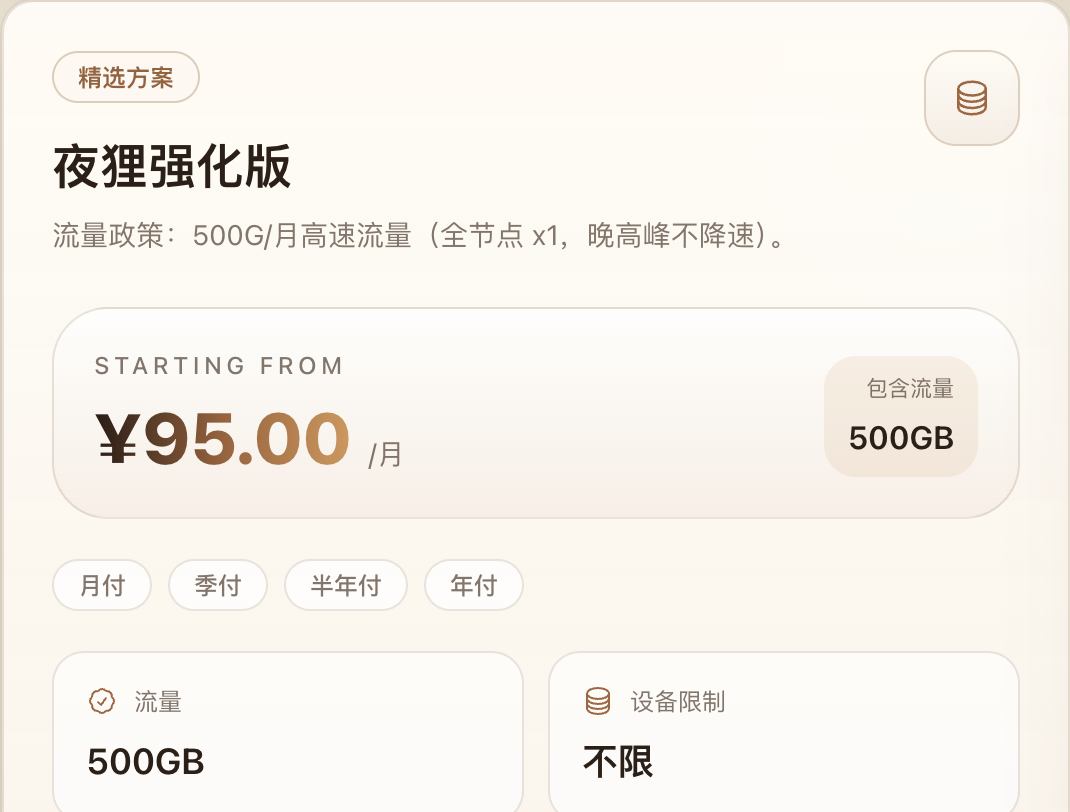 精选方案
夜狸强化版
流量政策：500G/月高速流量（全节点 x1，晚高峰不降速）。
STARTING FROM
¥95.00 /月
包含流量
500GB
月付 季付 半年付 年付
流量
500GB
设备限制
不限